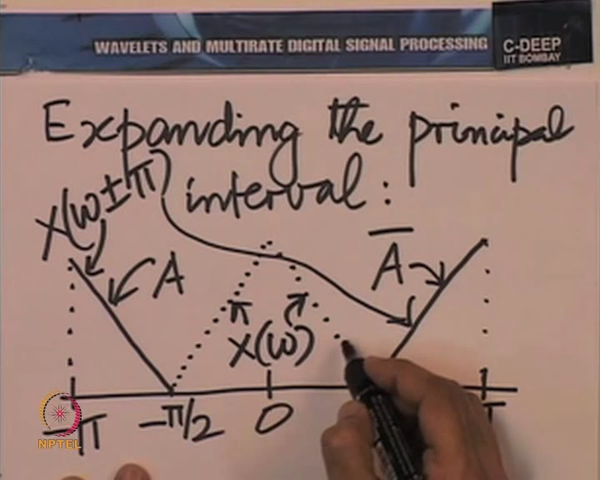 WAVELETS AND MULTIRATE DIGITAL SIGNAL PROCESSING
C-DEEP
IIT BOMBAY
Expanding the principal
interval:
X(ω±π)
A
Ā
X(ω)
-π -π/2 0 π
NPTEL